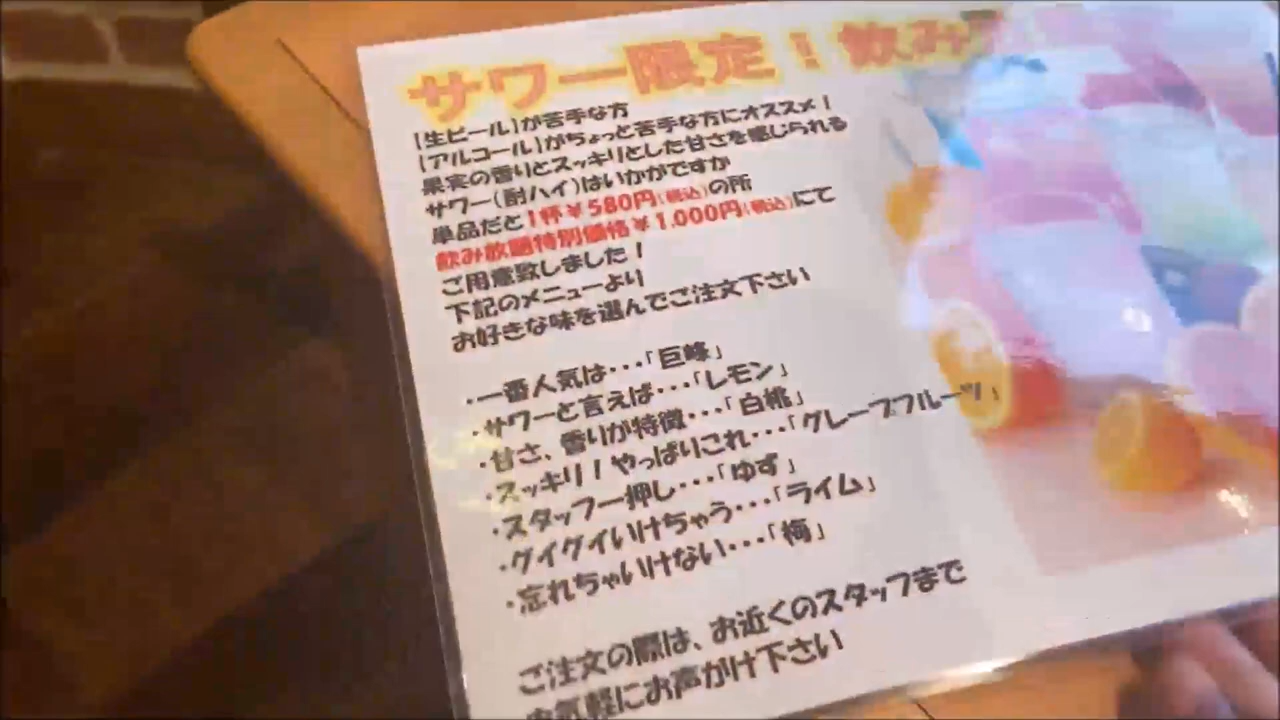 サワー限定！飲み
【生ビール】が苦手な方
【アルコール】がちょっと苦手な方にオススメ！
果実の香りとスッキリとした甘さを感じられる
サワー(酎ハイ)はいかがですか
単品だと1杯￥580円(税込)の所
飲み放題特別価格￥1,000円(税込)にて
ご用意致しました！
下記のメニューより
お好きな味を選んでご注文下さい
・一番人気は・・・「巨峰」
・サワーと言えば・・・「レモン」
・甘さ、香りが特徴・・・「白桃」
・スッキリ！やっぱりこれ・・・「グレープフルーツ」
・スタッフ一押し・・・「ゆず」
・グイグイいけちゃう・・・「ライム」
・忘れちゃいけない・・・「梅」
ご注文の際は、お近くのスタッフまで
お気軽にお声がけ下さい